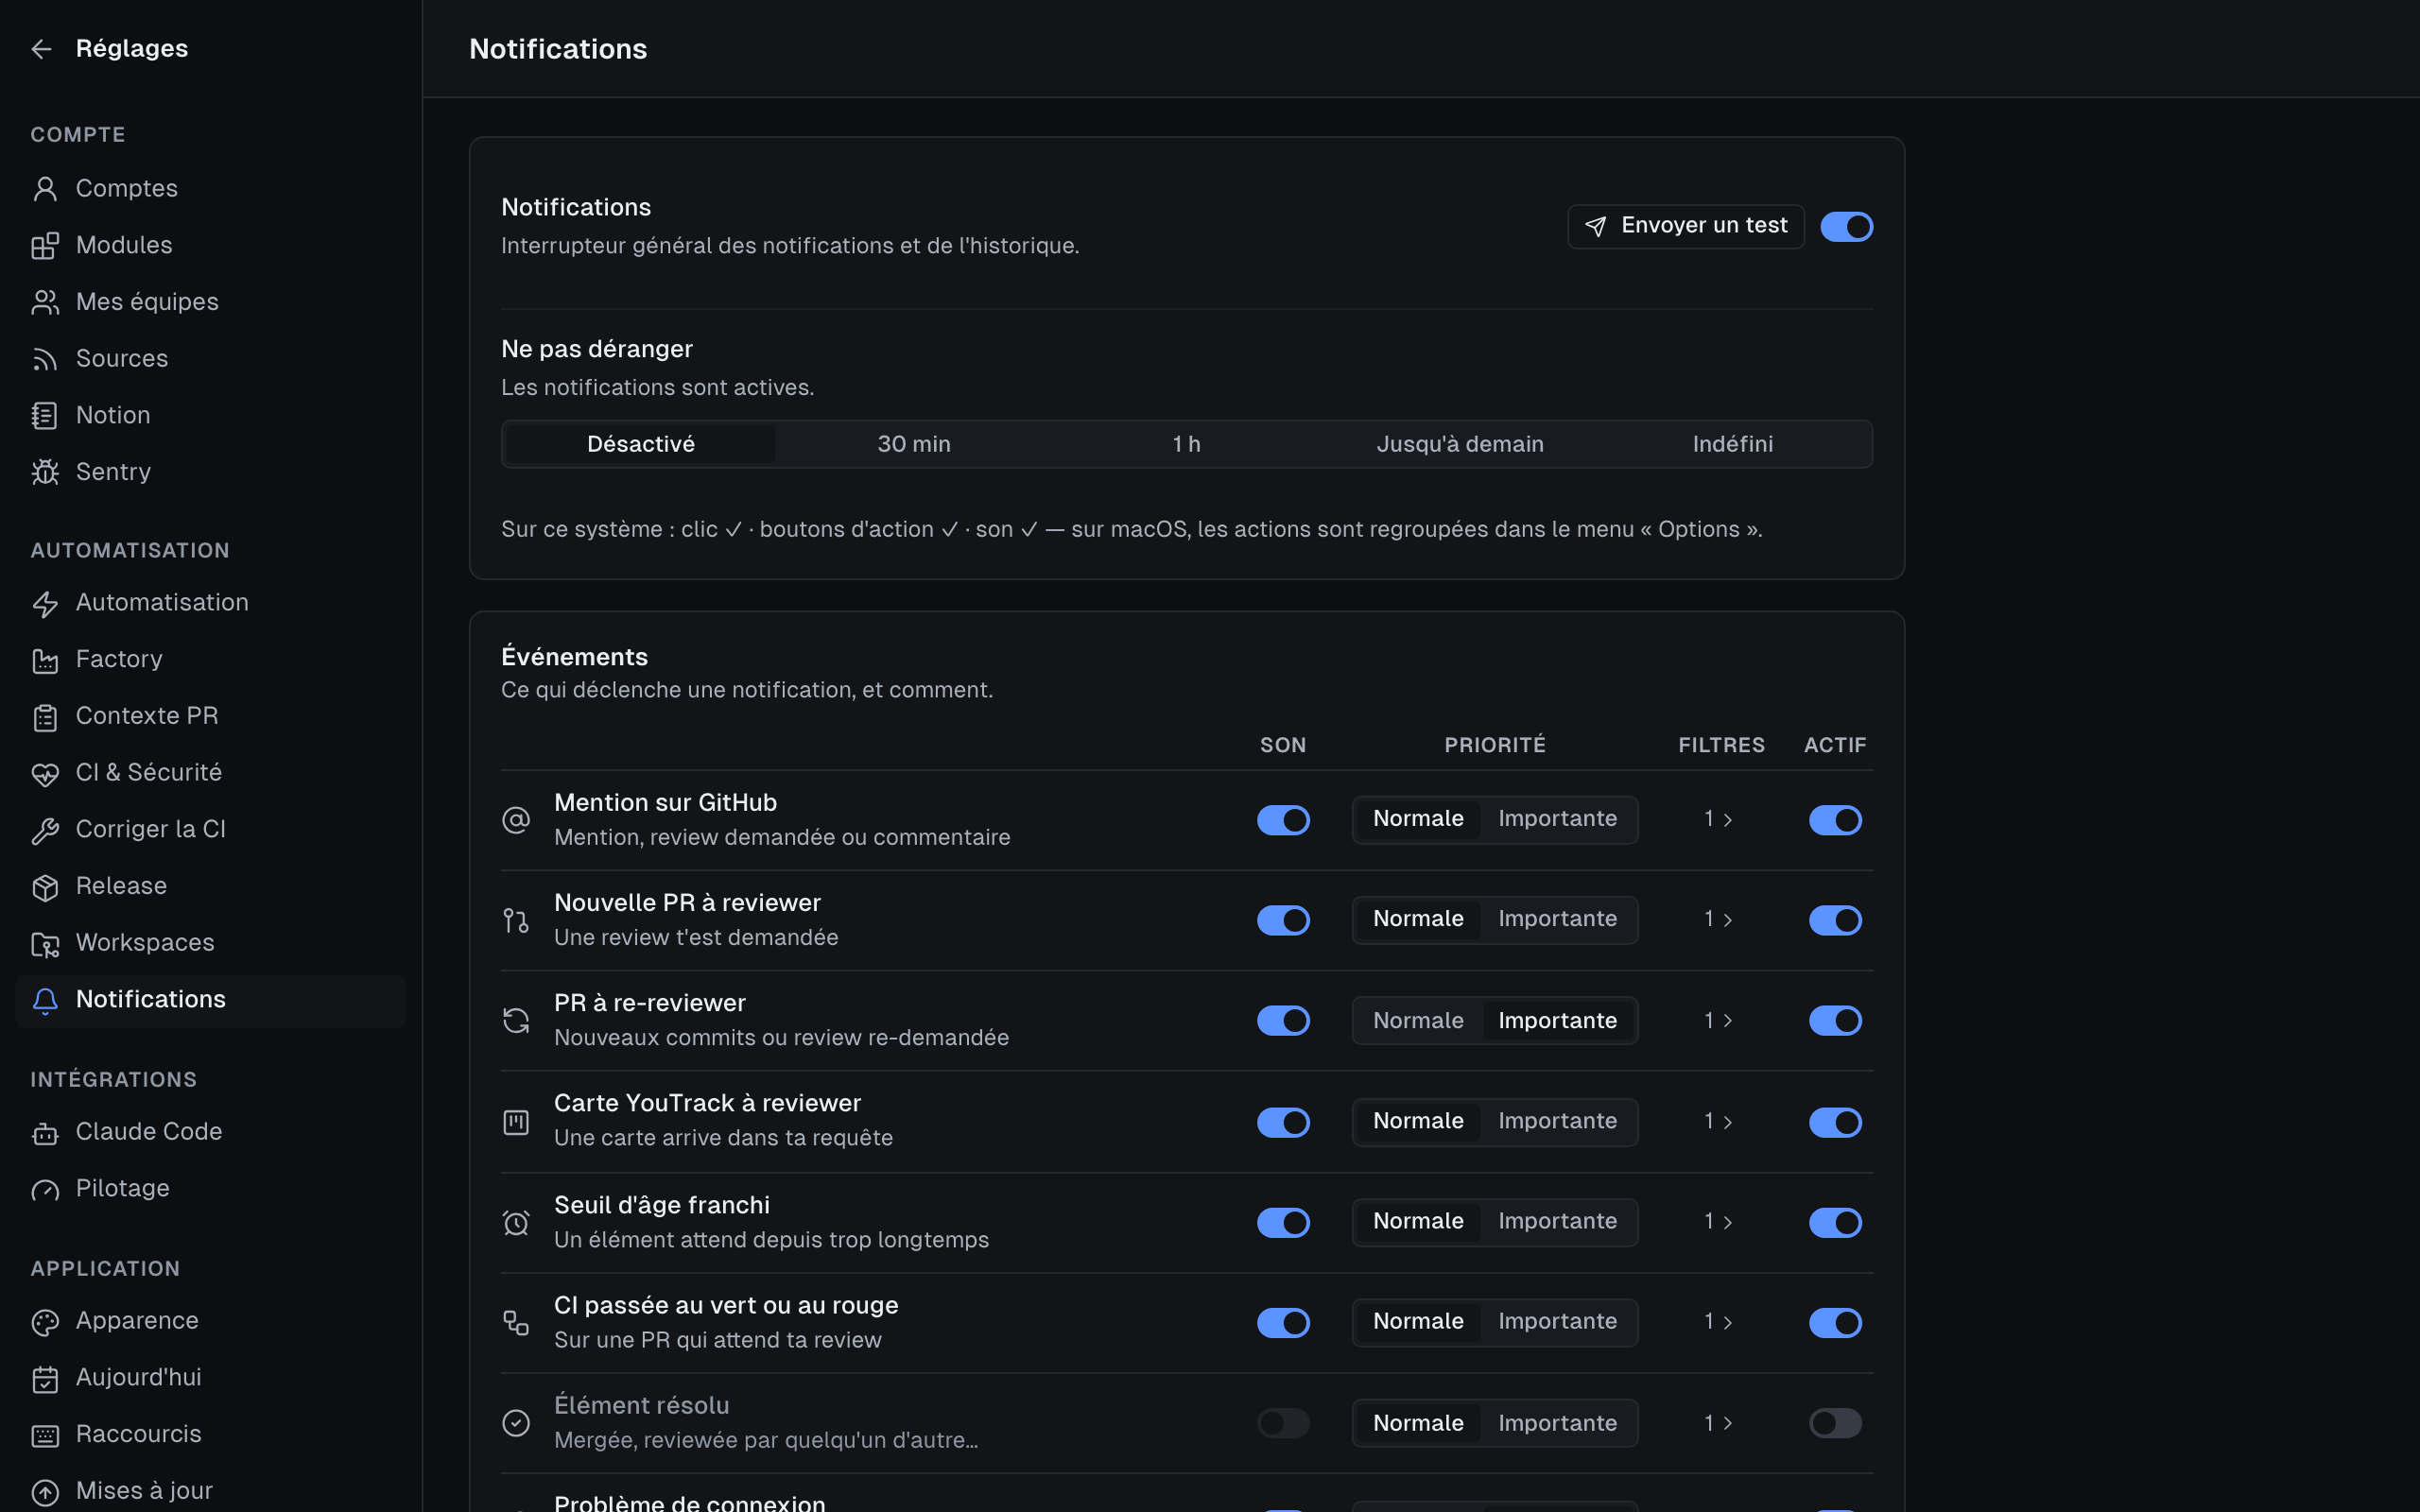 Réglages
COMPTE
Comptes
Modules
Mes équipes
Sources
Notion
Sentry
AUTOMATISATION
Automatisation
Factory
Contexte PR
CI & Sécurité
Corriger la CI
Release
Workspaces
Notifications
INTÉGRATIONS
Claude Code
Pilotage
APPLICATION
Apparence
Aujourd'hui
Raccourcis
Mises à jour
Notifications
Notifications
Interrupteur général des notifications et de l'historique.
Envoyer un test
Ne pas déranger
Les notifications sont actives.
Désactivé 30 min 1 h Jusqu'à demain Indéfini
Sur ce système : clic ✓ · boutons d'action ✓ · son ✓ — sur macOS, les actions sont regroupées dans le menu « Options ».
Événements
Ce qui déclenche une notification, et comment.
SON PRIORITÉ FILTRES ACTIF
Mention sur GitHub
Mention, review demandée ou commentaire
Normale Importante 1
Nouvelle PR à reviewer
Une review t'est demandée
Normale Importante 1
PR à re-reviewer
Nouveaux commits ou review re-demandée
Normale Importante 1
Carte YouTrack à reviewer
Une carte arrive dans ta requête
Normale Importante 1
Seuil d'âge franchi
Un élément attend depuis trop longtemps
Normale Importante 1
CI passée au vert ou au rouge
Sur une PR qui attend ta review
Normale Importante 1
Élément résolu
Mergée, reviewée par quelqu'un d'autre…
Normale Importante 1
Problème de connexion